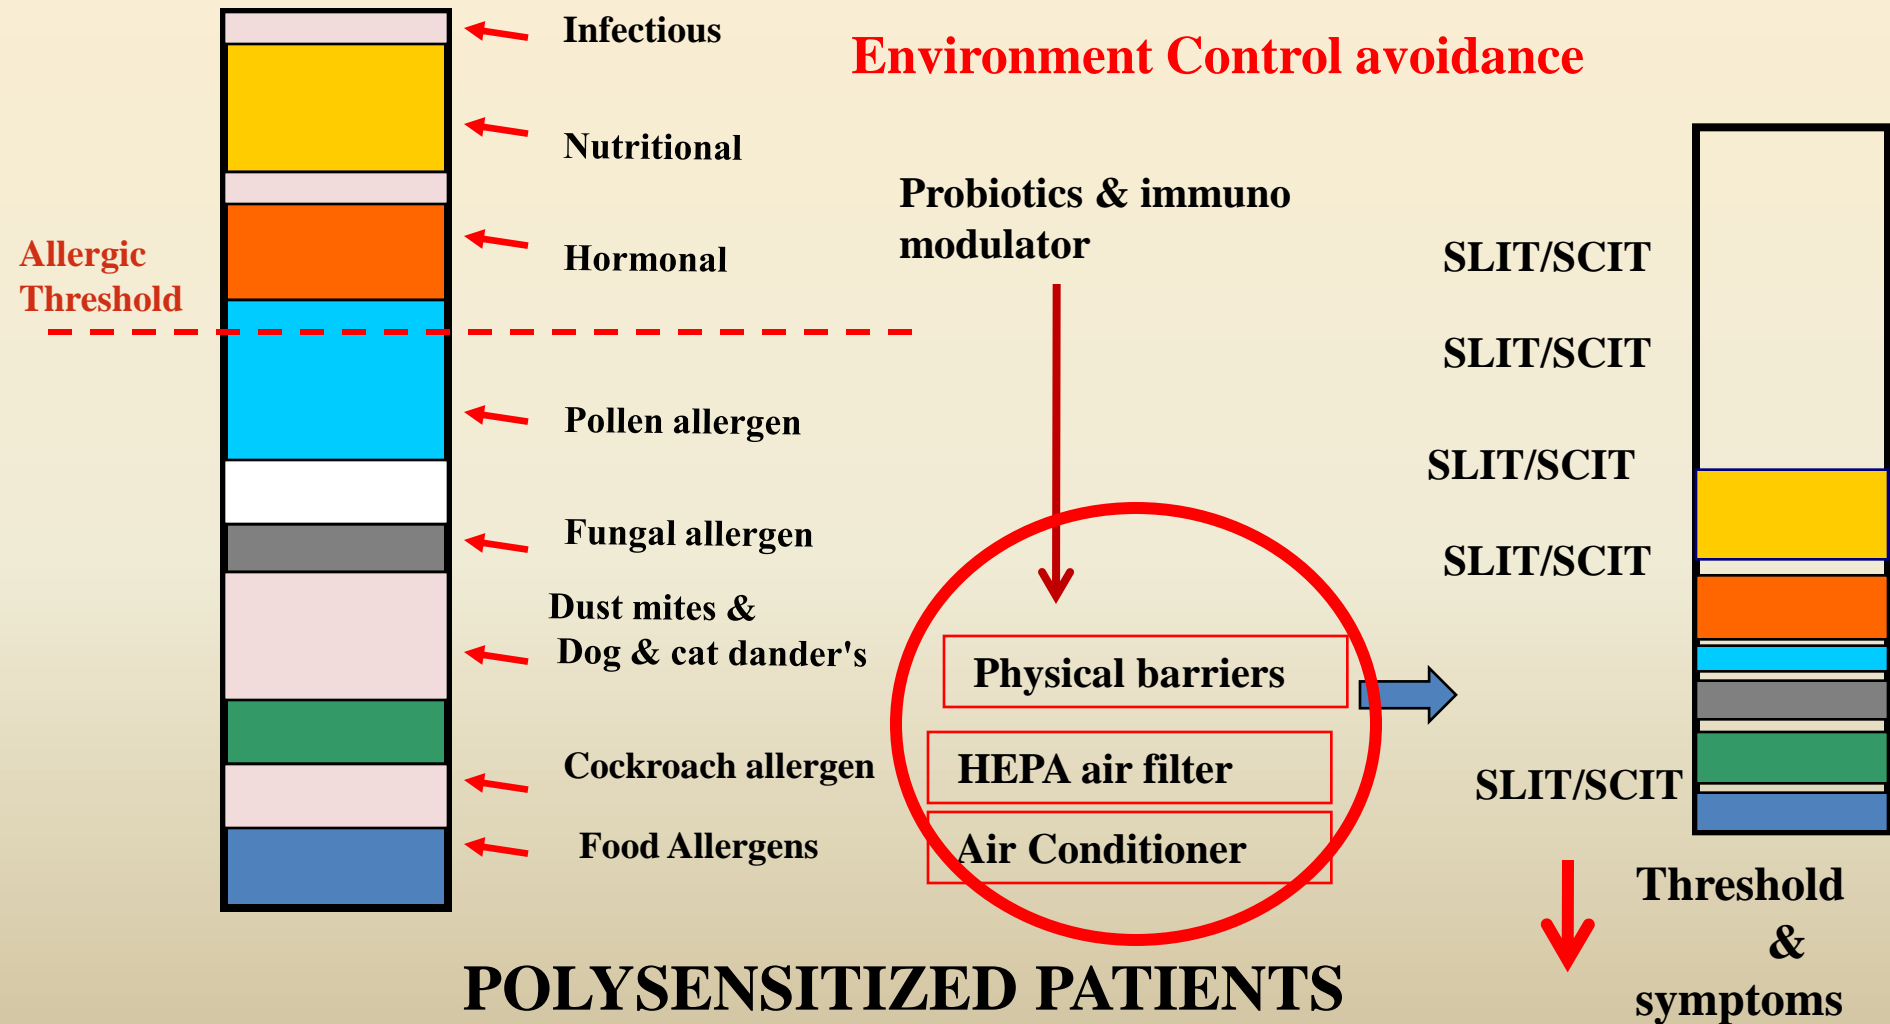 Infectious
Environment Control avoidance
Nutritional
Probiotics & immuno
modulator
Allergic
Threshold
Hormonal
SLIT/SCIT
SLIT/SCIT
Pollen allergen
SLIT/SCIT
Fungal allergen
SLIT/SCIT
Dust mites &
Dog & cat dander's
Physical barriers
Cockroach allergen
HEPA air filter
SLIT/SCIT
Food Allergens
Air Conditioner
Threshold
&
symptoms
POLYSENSITIZED PATIENTS